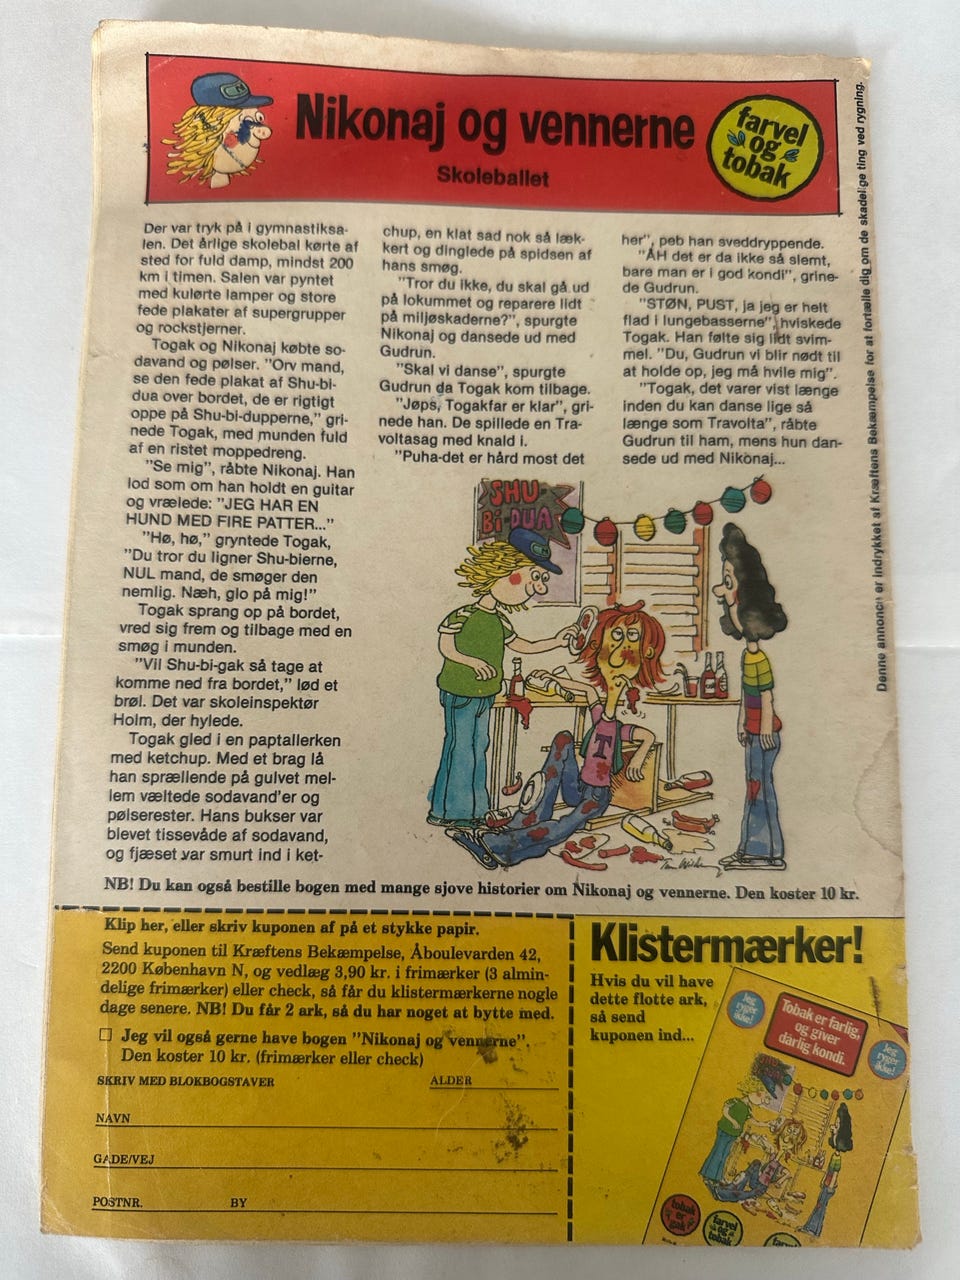 Nikonaj og vennerne
Skoleballet
farvel
og
tobak
Der var tryk på i gymnastiksa-
len. Det årlige skolebal kørte af
sted for fuld damp, mindst 200
km i timen. Salen var pyntet
med kulørte lamper og store
fede plakater af supergrupper
og rockstjerner.
Togak og Nikonaj købte so-
davand og pølser. "Orv mand,
se den fede plakat af Shu-bi-
dua over bordet, de er rigtigt
oppe på Shu-bi-dupperne," gri-
nede Togak, med munden fuld
af en ristet moppedreng.
"Se mig", råbte Nikonaj. Han
lod som om han holdt en guitar
og vrælede: "JEG HAR EN
HUND MED FIRE PATTER..."
"Hø, hø," gryntede Togak,
"Du tror du ligner Shu-bierne,
NUL mand, de smøger den
nemlig. Næh, glo på mig!"
Togak sprang op på bordet,
vred sig frem og tilbage med en
smøg i munden.
"Vil Shu-bi-gak så tage at
komme ned fra bordet," lød et
brøl. Det var skoleinspektør
Holm, der hylede.
Togak gled i en paptallerken
med ketchup. Med et brag lå
han sprællende på gulvet mel-
lem væltede sodavand'er og
pølserester. Hans bukser var
blevet tissevåde af sodavand,
og fjæset var smurt ind i ket-
chup, en klat sad nok så læk-
kert og dinglede på spidsen af
hans smøg.
"Tror du ikke, du skal gå ud
på lokummet og reparere lidt
på miljøskaderne?", spurgte
Nikonaj og dansede ud med
Gudrun.
"Skal vi danse", spurgte
Gudrun da Togak kom tilbage.
"Jøps, Togakfar er klar", gri-
nede han. De spillede en Tra-
voltasag med knald i.
"Puha-det er hård most det
her", peb han sveddryppende.
"ÅH det er da ikke så slemt,
bare man er i god kondi", grine-
de Gudrun.
"STØN, PUST, ja jeg er helt
flad i lungebasserne", hviskede
Togak. Han følte sig lidt svim-
mel. "Du, Gudrun vi blir nødt til
at holde op, jeg må hvile mig".
"Togak, det varer vist længe
inden du kan danse lige så
længe som Travolta", råbte
Gudrun til ham, mens hun dan-
sede ud med Nikonaj...
SHU
BI-DUA
T
Denne annonce er indrykket af Kræftens Bekæmpelse for at fortælle dig om de skadelige ting ved rygning.
NB! Du kan også bestille bogen med mange sjove historier om Nikonaj og vennerne. Den koster 10 kr.
Klip her, eller skriv kuponen af på et stykke papir.
Send kuponen til Kræftens Bekæmpelse, Åboulevarden 42,
2200 København N, og vedlæg 3,90 kr. i frimærker (3 almin-
delige frimærker) eller check, så får du klistermærkerne nogle
dage senere. NB! Du får 2 ark, så du har noget at bytte med.
Jeg vil også gerne have bogen "Nikonaj og vennerne".
Den koster 10 kr. (frimærker eller check)
SKRIV MED BLOKBOGSTAVER ALDER
NAVN
GADE/VEJ
POSTNR. BY
Klistermærker!
Hvis du vil have
dette flotte ark,
så send
kuponen ind...
Jeg
ryger
ikke!
Tobak er farlig,
og giver
dårlig kondi.
Jeg
ryger
ikke!
tobak
er
gak
farvel
og
tobak
farvel